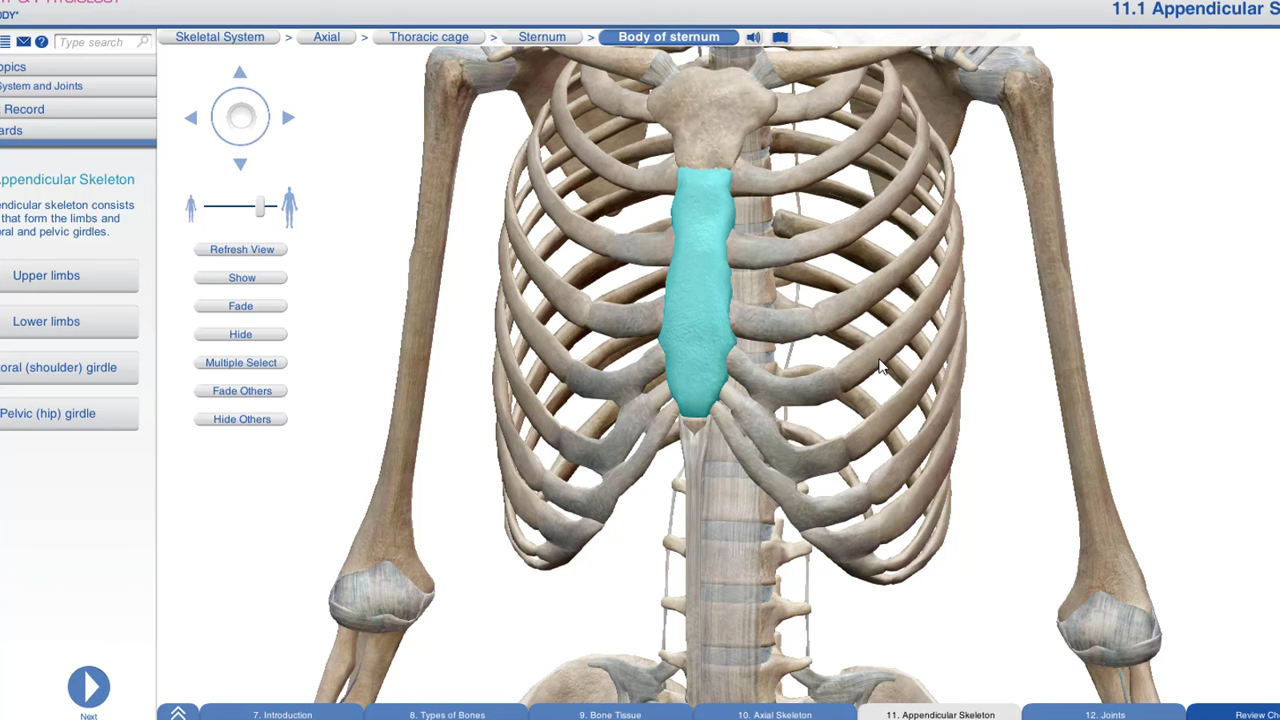 11.1 Appendicular S
ODY*
Type search
Skeletal System > Axial > Thoracic cage > Sternum > Body of sternum
opics
System and Joints
Record
ards
Appendicular Skeleton
endicular skeleton consists
that form the limbs and
oral and pelvic girdles.
Upper limbs
Lower limbs
oral (shoulder) girdle
Pelvic (hip) girdle
Next
Refresh View
Show
Fade
Hide
Multiple Select
Fade Others
Hide Others
7. Introduction
8. Types of Bones
9. Bone Tissue
10. Axial Skeleton
11. Appendicular Skeleton
12. Joints
Review Ch